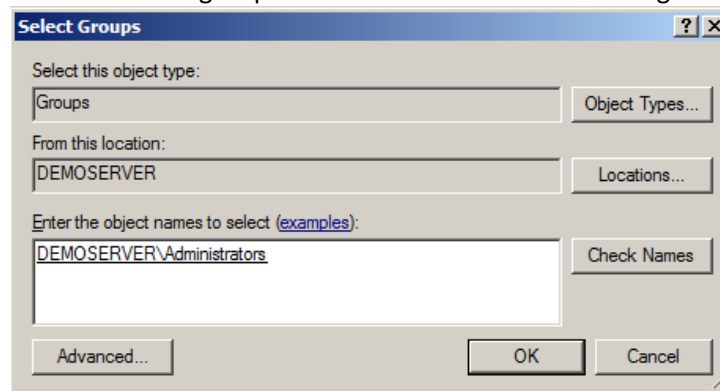 Select Groups
Select this object type:
Groups
Object Types...
From this location:
DEMOSERVER
Locations...
Enter the object names to select (examples):
DEMOSERVER\Administrators
Check Names
Advanced...
OK
Cancel